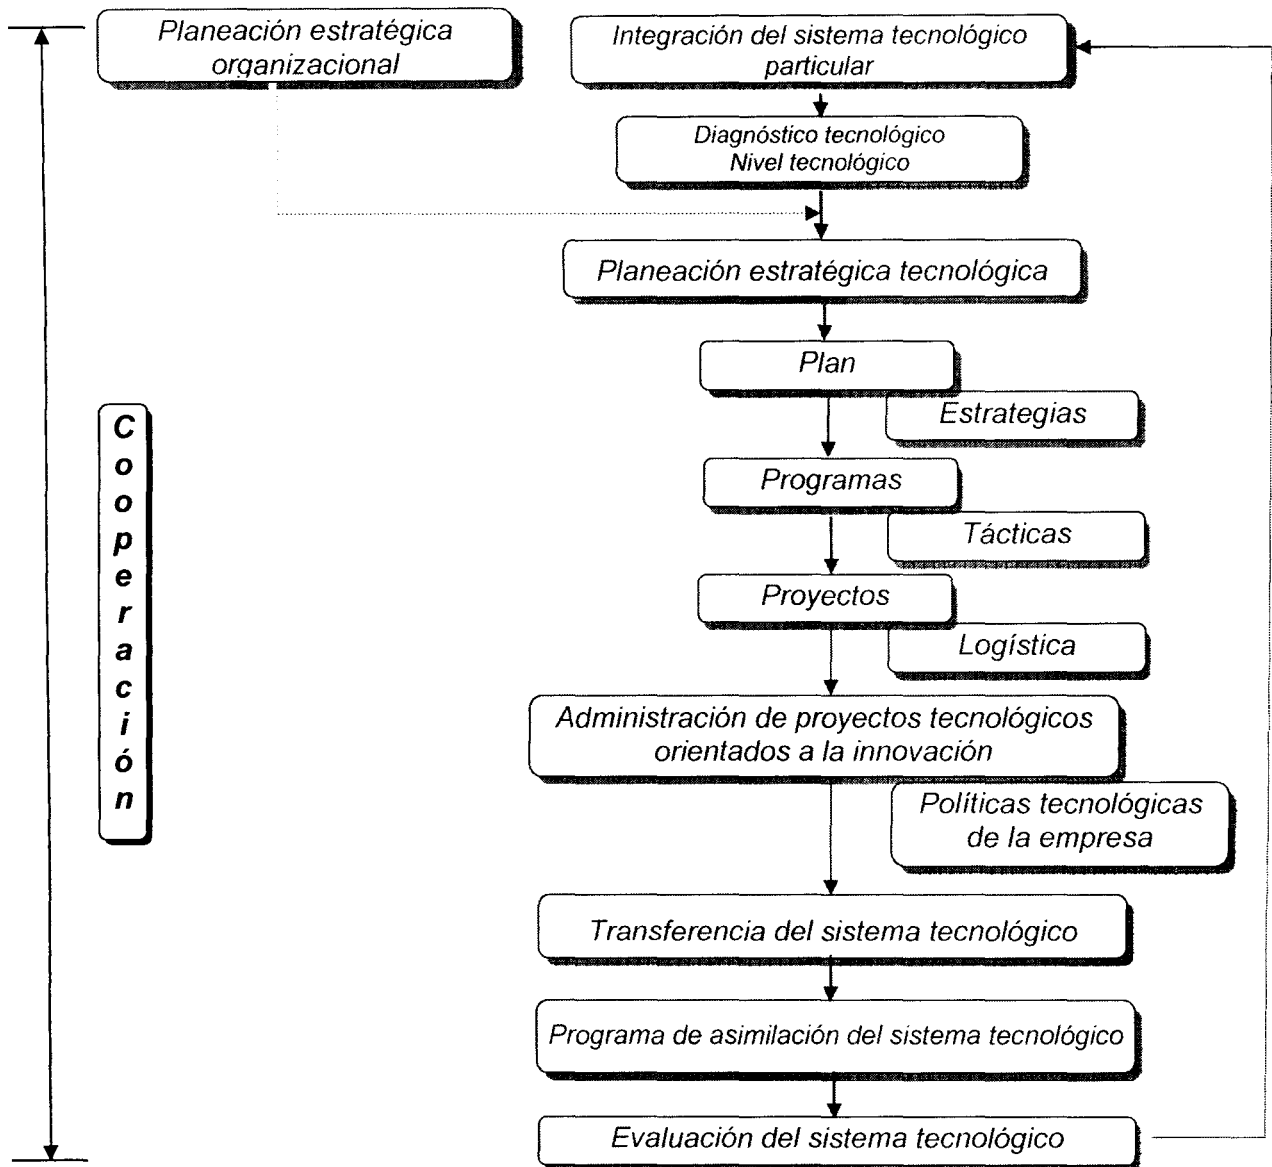 Planeación estratégica
organizacional
Integración del sistema tecnológico
particular
Diagnóstico tecnológico
Nivel tecnológico
Planeación estratégica tecnológica
Plan
Estrategias
Programas
Tácticas
Proyectos
Logística
Administración de proyectos tecnológicos
orientados a la innovación
Políticas tecnológicas
de la empresa
Transferencia del sistema tecnológico
Programa de asimilación del sistema tecnológico
Evaluación del sistema tecnológico
Cooperación